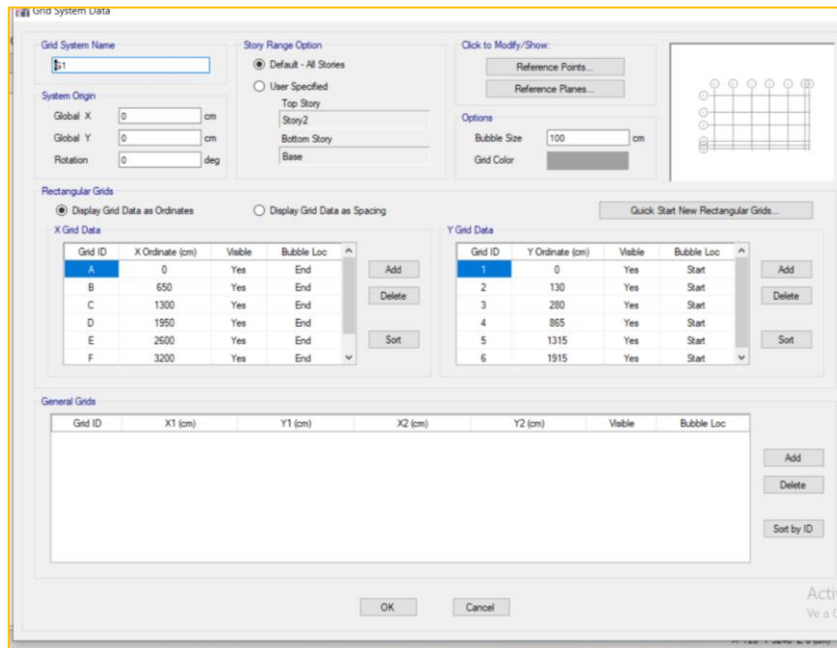 Grid System Data
Grid System Name
G1
System Origin
Global X 0 cm
Global Y 0 cm
Rotation 0 deg
Story Range Option
Default - All Stories
User Specified
Top Story
Story2
Bottom Story
Base
Click to Modify/Show:
Reference Points...
Reference Planes...
Options
Bubble Size 100 cm
Grid Color
Rectangular Grids
Display Grid Data as Ordinates Display Grid Data as Spacing Quick Start New Rectangular Grids...
X Grid Data
Grid ID X Ordinate (cm) Visible Bubble Loc
A 0 Yes End
B 650 Yes End
C 1300 Yes End
D 1950 Yes End
E 2600 Yes End
F 3200 Yes End
Add
Delete
Sort
Y Grid Data
Grid ID Y Ordinate (cm) Visible Bubble Loc
1 0 Yes Start
2 130 Yes Start
3 280 Yes Start
4 865 Yes Start
5 1315 Yes Start
6 1915 Yes Start
Add
Delete
Sort
General Grids
Grid ID X1 (cm) Y1 (cm) X2 (cm) Y2 (cm) Visible Bubble Loc
Add
Delete
Sort by ID
OK Cancel
Acti
Ve a C